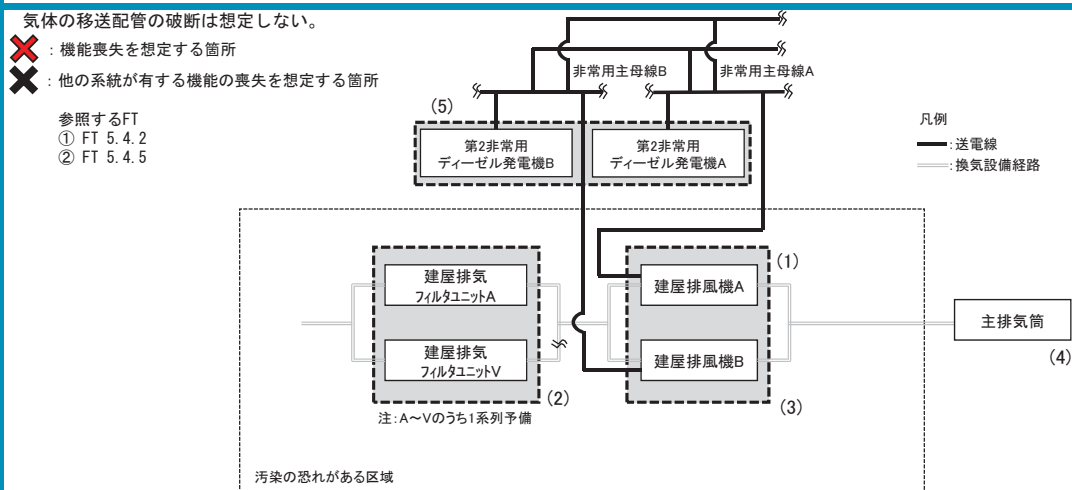 気体の移送配管の破断は想定しない。
：機能喪失を想定する箇所
：他の系統が有する機能の喪失を想定する箇所
参照するFT
① FT 5.4.2
② FT 5.4.5
非常用主母線B
非常用主母線A
(5)
第2非常用
ディーゼル発電機B
第2非常用
ディーゼル発電機A
凡例
：送電線
：換気設備経路
建屋排気
フィルタユニットA
建屋排気
フィルタユニットV
(2)
注：A～Vのうち1系列予備
(1)
建屋排風機A
建屋排風機B
(3)
主排気筒
(4)
汚染の恐れがある区域